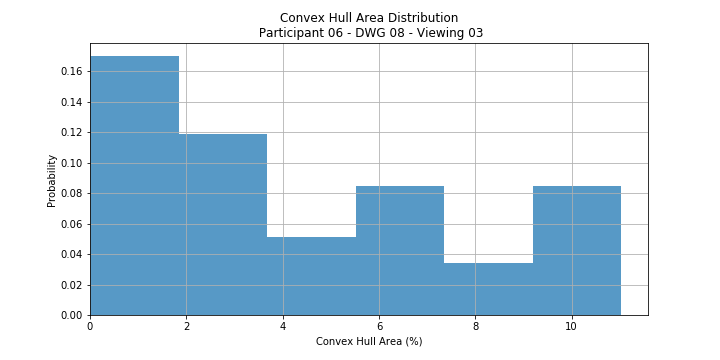 Convex Hull Area Distribution
Participant 06 - DWG 08 - Viewing 03
0.16
0.14
0.12
0.10
0.08
0.06
0.04
0.02
0.00
Probability
0 2 4 6 8 10
Convex Hull Area (%)